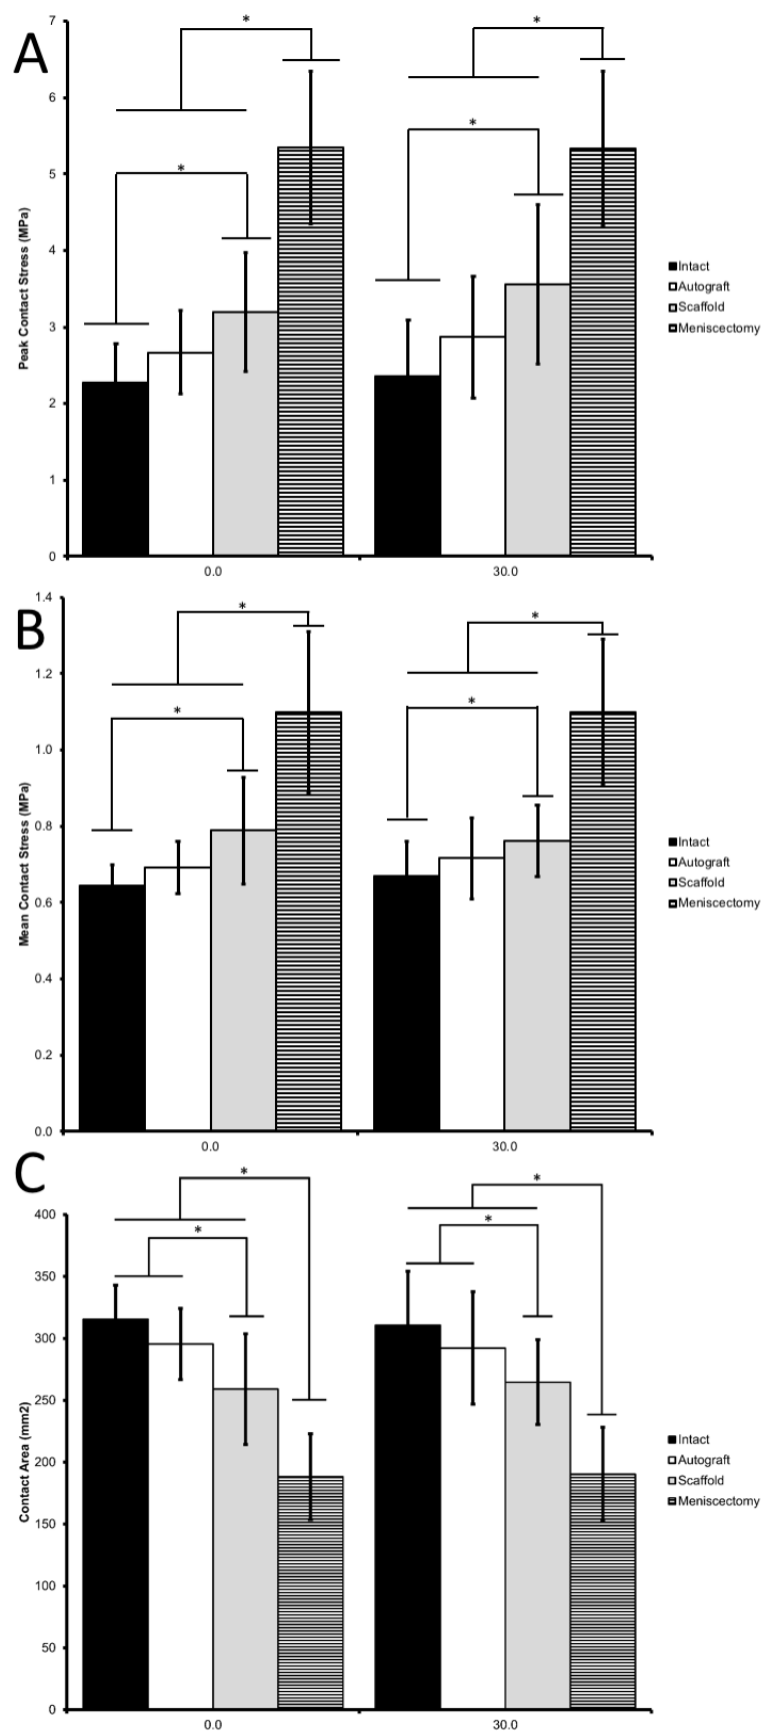 A
*
*
7
6
5
4
3
2
1
0
Peak Contact Stress (MPa)
*
*
0.0
30.0
Intact
Autograft
Scaffold
Meniscectomy
B
1.4
1.2
1.0
0.8
0.6
0.4
0.2
0.0
Mean Contact Stress (MPa)
*
*
*
*
0.0
30.0
Intact
Autograft
Scaffold
Meniscectomy
C
400
350
300
250
200
150
100
50
0
Contact Area (mm2)
*
*
*
*
0.0
30.0
Intact
Autograft
Scaffold
Meniscectomy